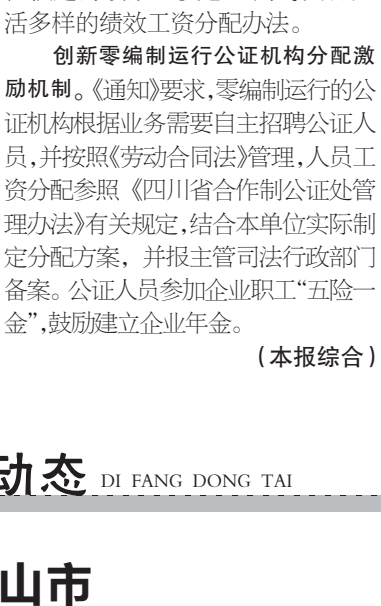 活多样的绩效工资分配办法。
创新零编制运行公证机构分配激
励机制。《通知》要求,零编制运行的公
证机构根据业务需要自主招聘公证人
员,并按照《劳动合同法》管理,人员工
资分配参照《四川省合作制公证处管
理办法》有关规定,结合本单位实际制
定分配方案，并报主管司法行政部门
备案。公证人员参加企业职工“五险一
金”,鼓励建立企业年金。
(本报综合)
动态 DI FANG DONG TAI
山市